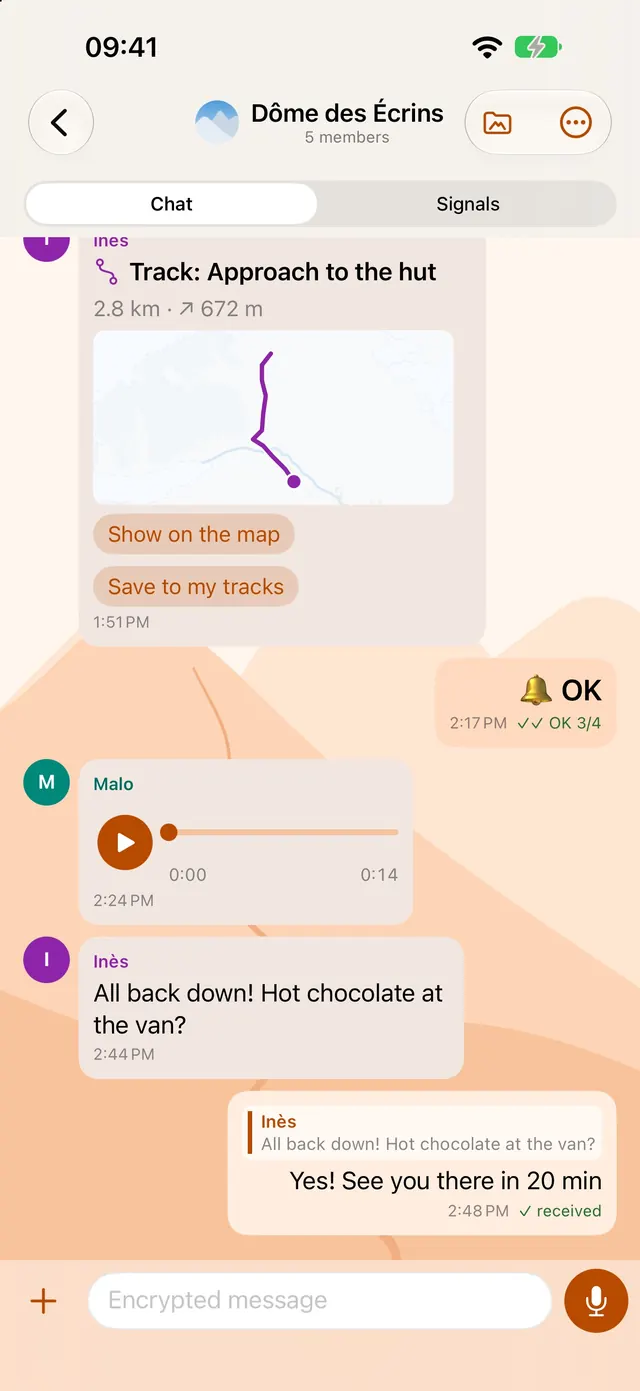 09:41
Dôme des Écrins
5 members
Chat
Signals
I
Inès
Track: Approach to the hut
2.8 km · ↗ 672 m
Show on the map
Save to my tracks
1:51 PM
🔔 OK
2:17 PM ✓✓ OK 3/4
M
Malo
0:00
0:14
2:24 PM
I
Inès
All back down! Hot chocolate at
the van?
2:44 PM
Inès
All back down! Hot chocolate at the van?
Yes! See you there in 20 min
2:48 PM ✓ received
Encrypted message